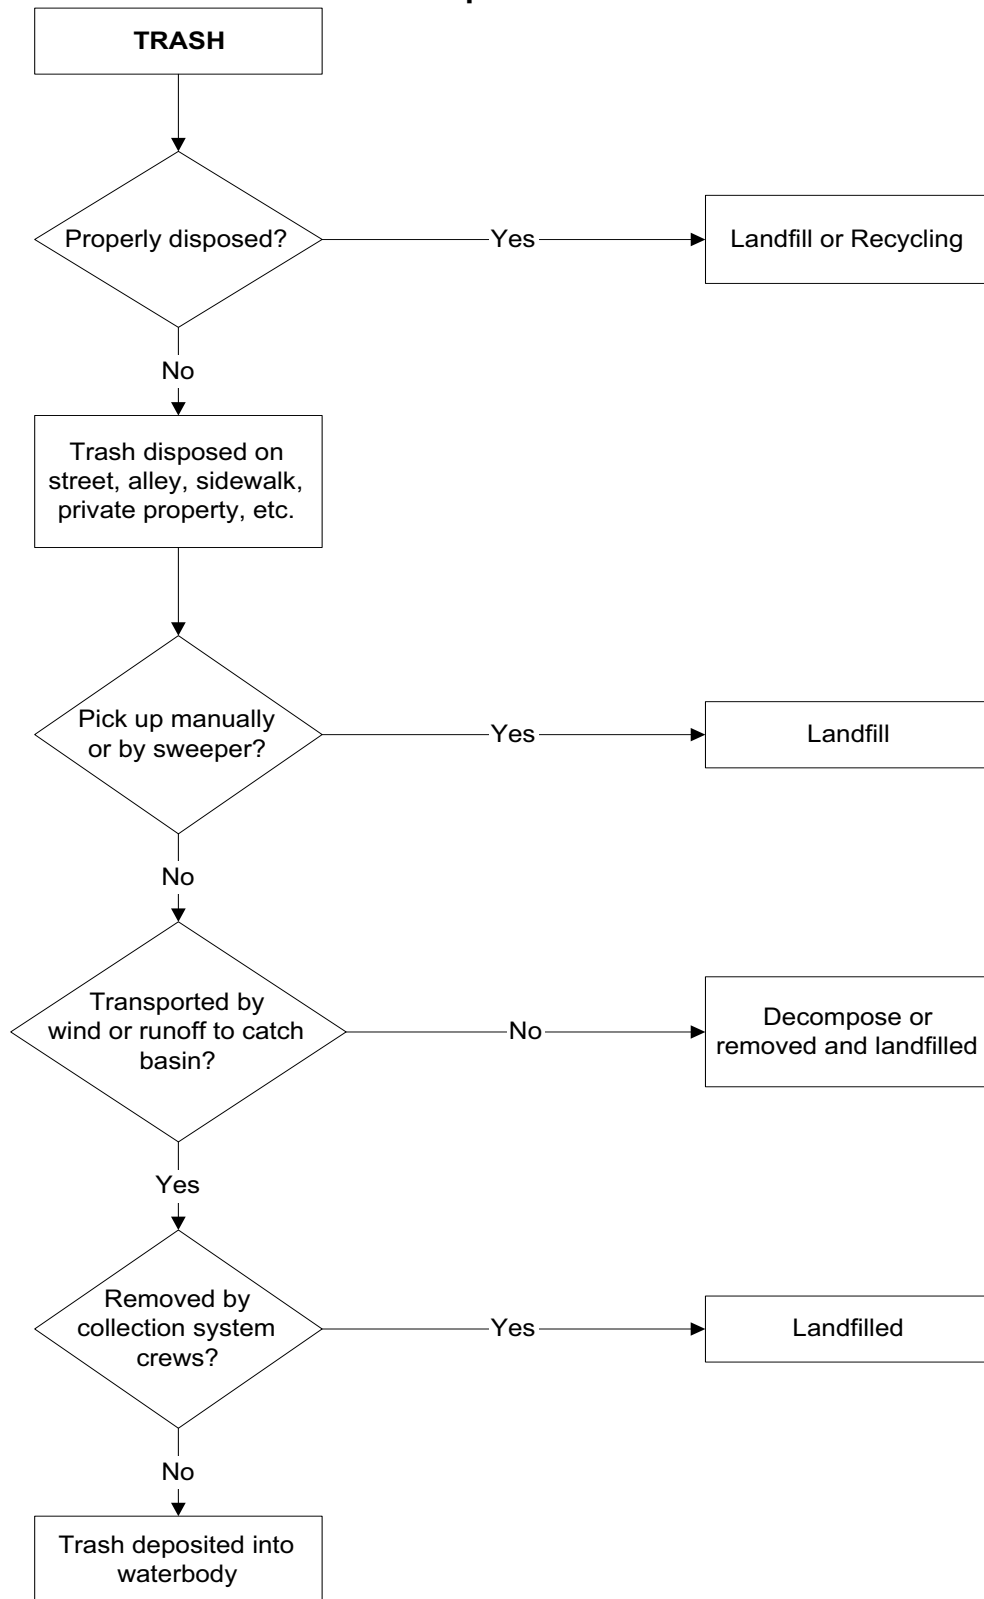 TRASH
Properly disposed?
Yes
Landfill or Recycling
No
Trash disposed on
street, alley, sidewalk,
private property, etc.
Pick up manually
or by sweeper?
Yes
Landfill
No
Transported by
wind or runoff to catch
basin?
No
Decompose or
removed and landfilled
Yes
Removed by
collection system
crews?
Yes
Landfilled
No
Trash deposited into
waterbody